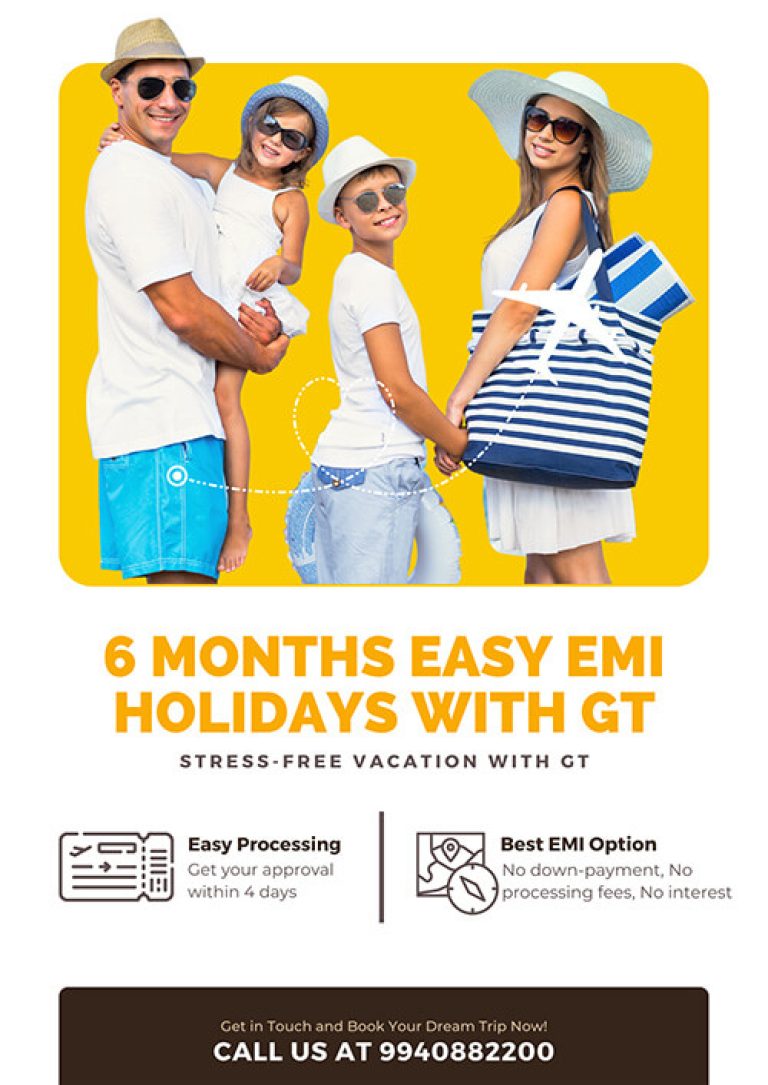 6 MONTHS EASY EMI
HOLIDAYS WITH GT
STRESS-FREE VACATION WITH GT
Easy Processing
Get your approval
within 4 days
Best EMI Option
No down-payment, No
processing fees, No interest
Get in Touch and Book Your Dream Trip Now!
CALL US AT 9940882200